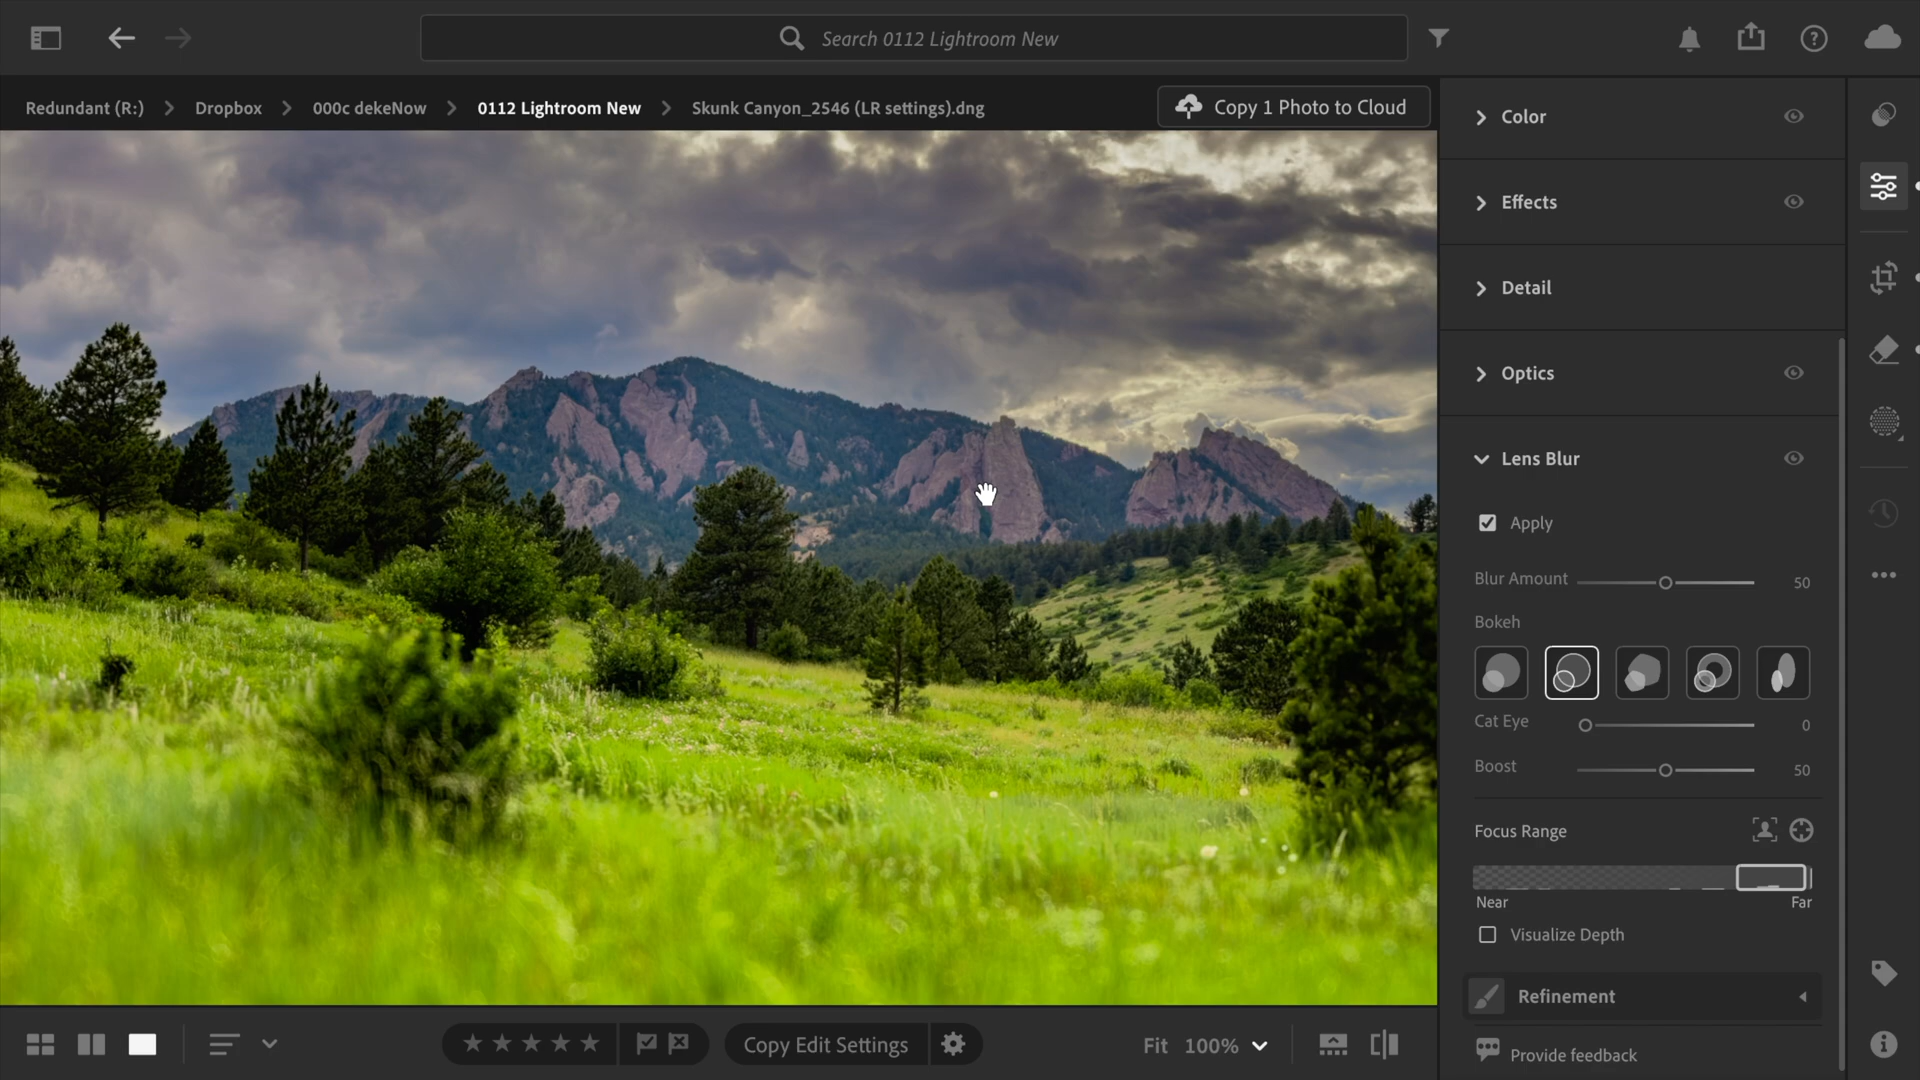 Search 0112 Lightroom New
Redundant (R:) > Dropbox > 000c dekeNow > 0112 Lightroom New > Skunk Canyon_2546 (LR settings).dng
Copy 1 Photo to Cloud
Color
Effects
Detail
Optics
Lens Blur
Apply
Blur Amount 50
Bokeh
Cat Eye 0
Boost 50
Focus Range
Near Far
Visualize Depth
Refinement
Provide feedback
Copy Edit Settings
Fit 100%